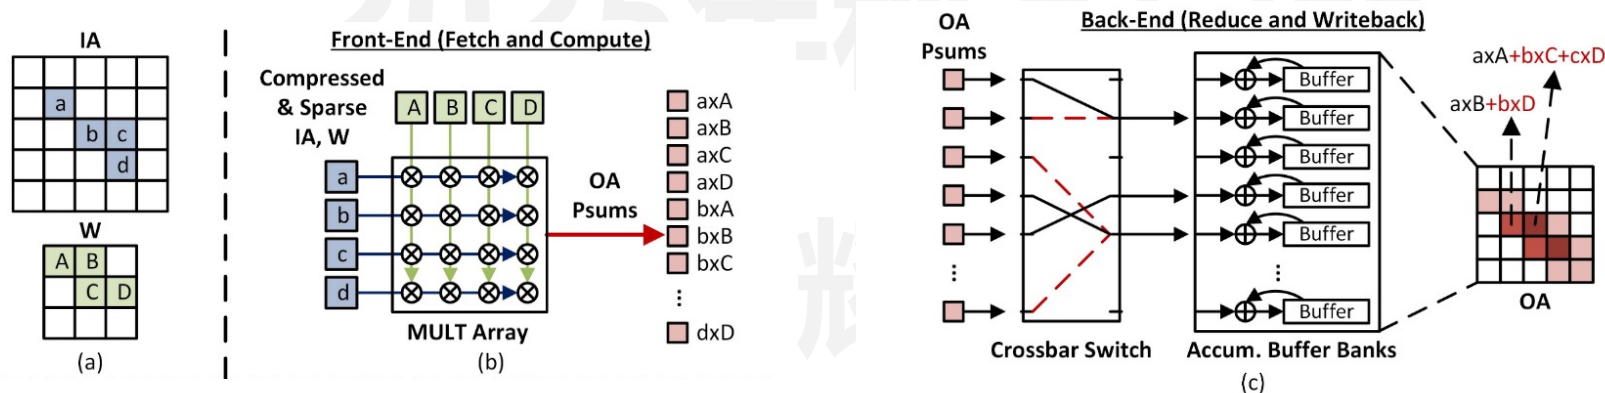 IA
a
b c
d
W
A B
C D
(a)
Front-End (Fetch and Compute)
Compressed
& Sparse
IA, W
A B C D
a
b
c
d
MULT Array
OA
Psums
axA
axB
axC
axD
bxA
bxB
bxC
⋮
dxD
(b)
Back-End (Reduce and Writeback)
OA
Psums
⋮
Crossbar Switch
Buffer
Buffer
Buffer
Buffer
Buffer
⋮
Buffer
Accum. Buffer Banks
axA+bxC+cxD
axB+bxD
OA
(c)